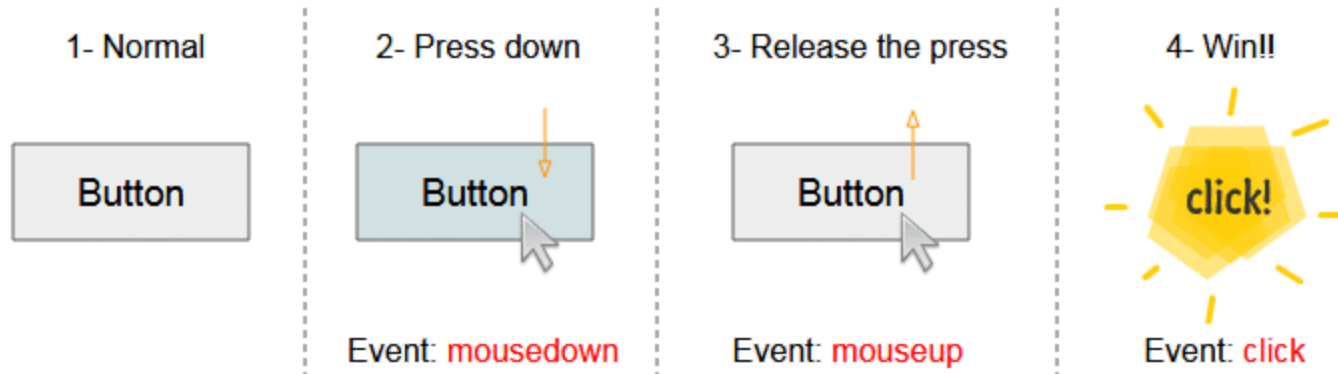 1- Normal
Button
2- Press down
Button
Event: mousedown
3- Release the press
Button
Event: mouseup
4- Win!!
click!
Event: click